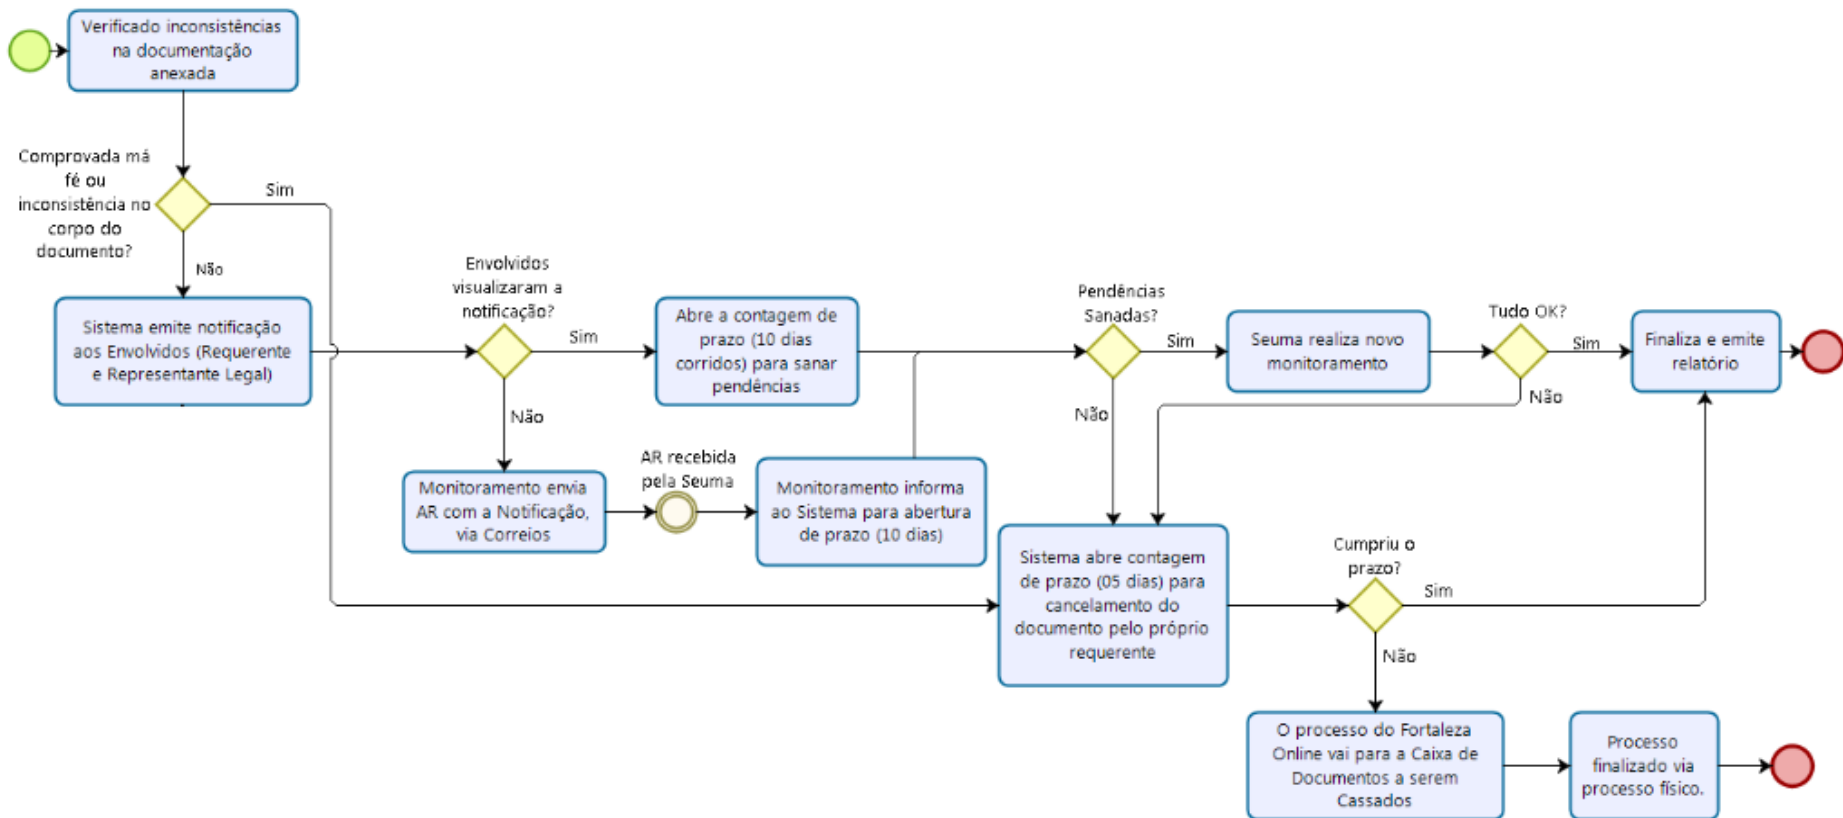 Verificado inconsistências
na documentação
anexada
Comprovada má
fé ou
inconsistência no
corpo do
documento?
Sim
Não
Sistema emite notificação
aos Envolvidos (Requerente
e Representante Legal)
Envolvidos
visualizaram a
notificação?
Sim
Não
Abre a contagem de
prazo (10 dias
corridos) para sanar
pendências
Monitoramento envia
AR com a Notificação,
via Correios
AR recebida
pela Seuma
Monitoramento informa
ao Sistema para abertura
de prazo (10 dias)
Pendências
Sanadas?
Sim
Não
Seuma realiza novo
monitoramento
Tudo OK?
Sim
Não
Finaliza e emite
relatório
Sistema abre contagem
de prazo (05 dias) para
cancelamento do
documento pelo próprio
requerente
Cumpriu o
prazo?
Sim
Não
O processo do Fortaleza
Online vai para a Caixa de
Documentos a serem
Cassados
Processo
finalizado via
processo físico.